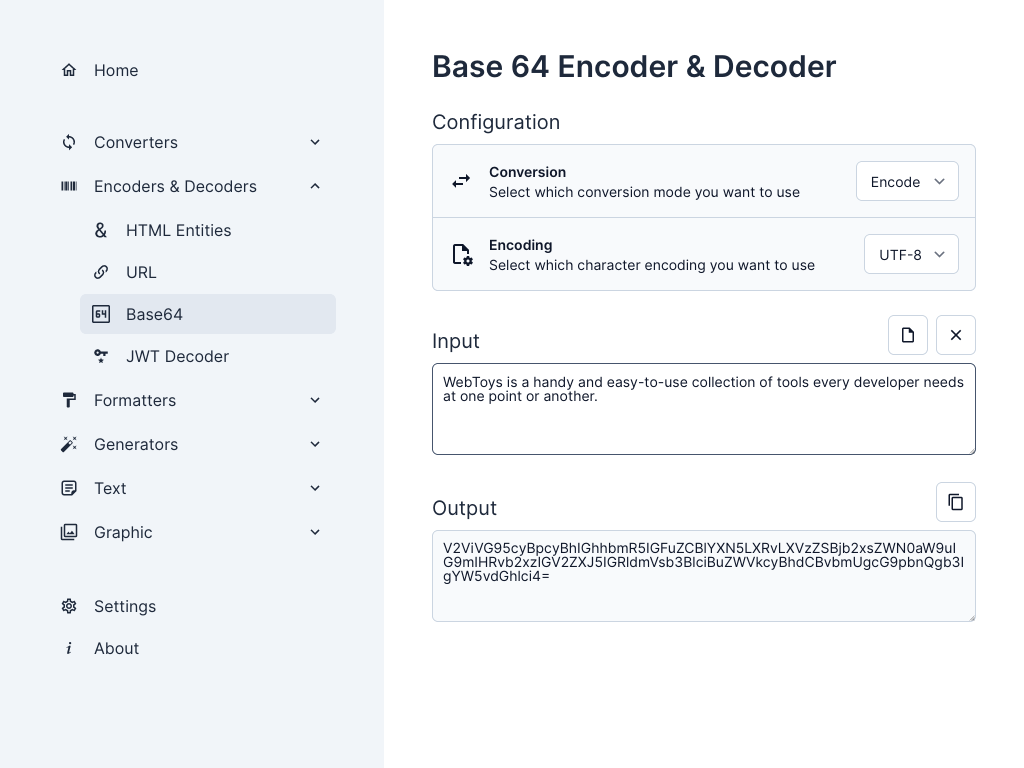 Home
Converters
Encoders & Decoders
HTML Entities
URL
Base64
JWT Decoder
Formatters
Generators
Text
Graphic
Settings
About
Base 64 Encoder & Decoder
Configuration
Conversion
Select which conversion mode you want to use
Encode
Encoding
Select which character encoding you want to use
UTF-8
Input
WebToys is a handy and easy-to-use collection of tools every developer needs
at one point or another.
Output
V2ViVG95cyBpcyBhIGhhbmR5IGFuZCBlYXN5LXRvLXVzZSBjb2xsZWN0aW9uI
G9mIHRvb2xzIGV2ZXJ5IGRldmVsb3BlciBuZWVkcyBhdCBvbmUgcG9pbnQgb3I
gYW5vdGhlci4=